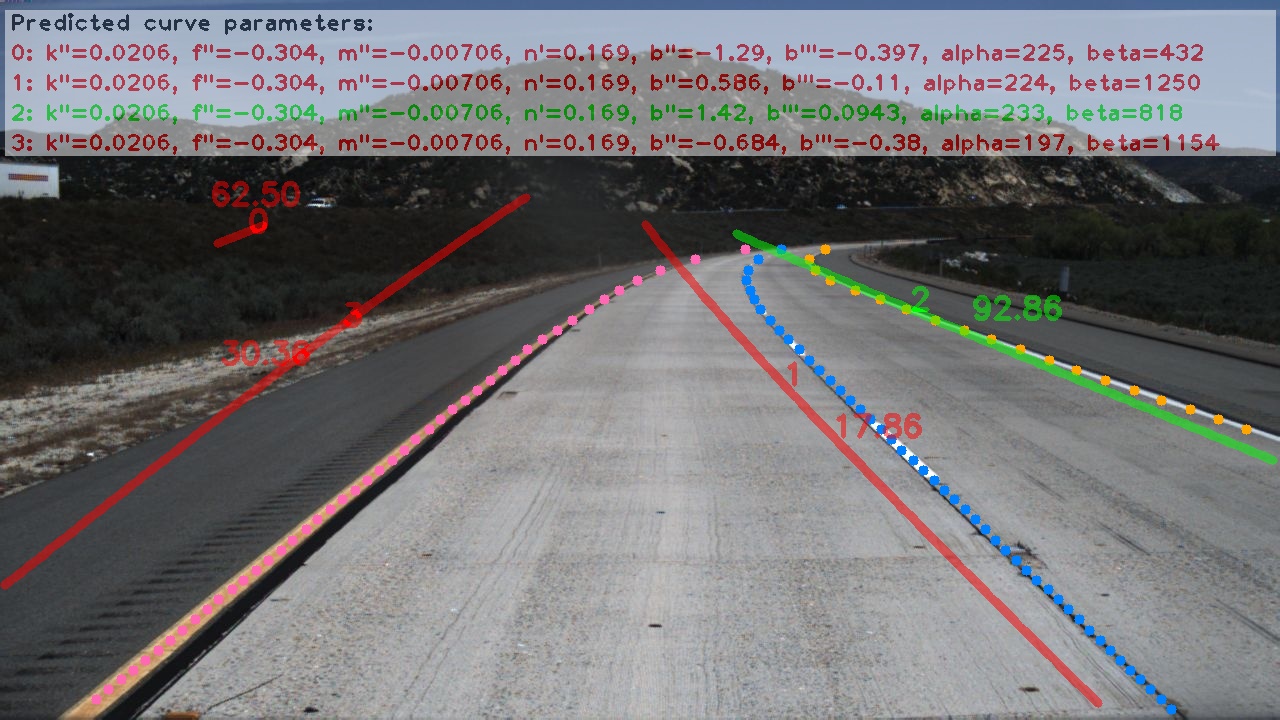 Predicted curve parameters:
0: k''=0.0206, f''=-0.304, m''=-0.00706, n'=0.169, b''=-1.29, b'''=-0.397, alpha=225, beta=432
1: k''=0.0206, f''=-0.304, m''=-0.00706, n'=0.169, b''=0.586, b'''=-0.11, alpha=224, beta=1250
2: k''=0.0206, f''=-0.304, m''=-0.00706, n'=0.169, b''=1.42, b'''=0.0943, alpha=233, beta=818
3: k''=0.0206, f''=-0.304, m''=-0.00706, n'=0.169, b''=-0.684, b'''=-0.38, alpha=197, beta=1154
62.50
0
2
92.86
3
30.36
1
17.86